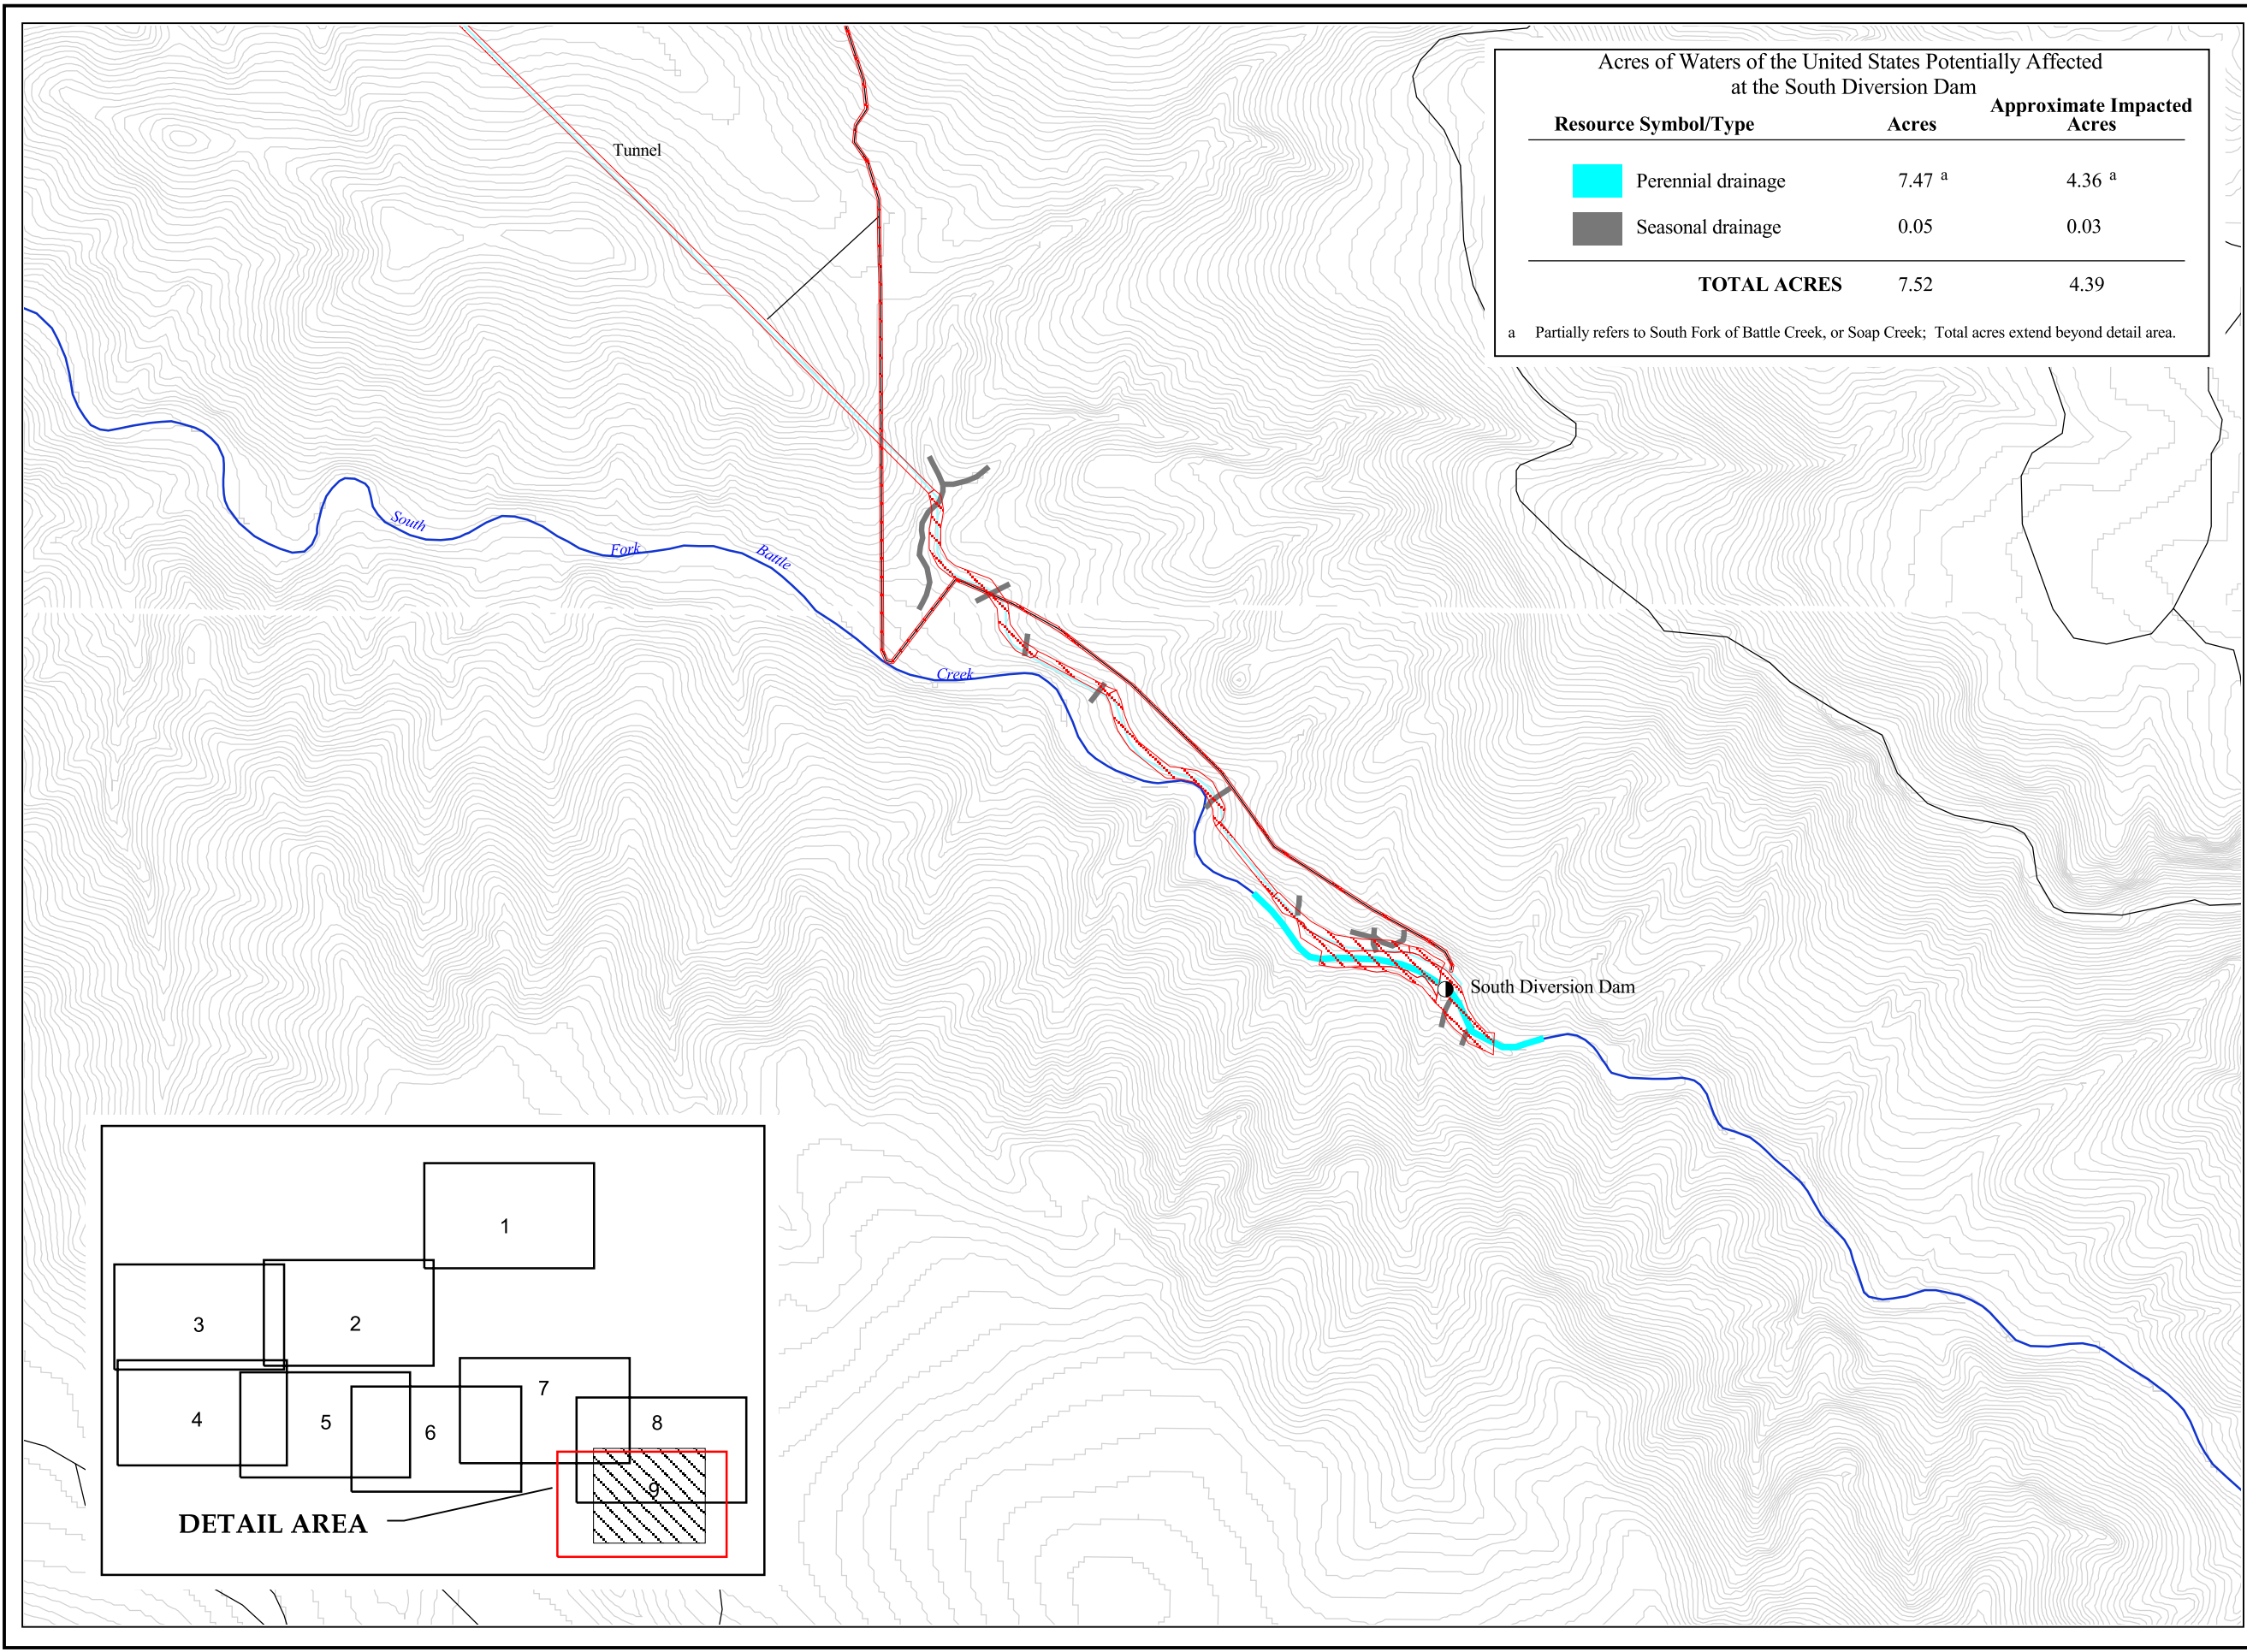 Acres of Waters of the United States Potentially Affected
at the South Diversion Dam
Resource Symbol/Type Acres Approximate Impacted Acres
Perennial drainage 7.47 a 4.36 a
Seasonal drainage 0.05 0.03
TOTAL ACRES 7.52 4.39
a Partially refers to South Fork of Battle Creek, or Soap Creek; Total acres extend beyond detail area.
Tunnel
South
Fork
Battle
Creek
South Diversion Dam
1
3
2
7
4
5
6
8
9
DETAIL AREA